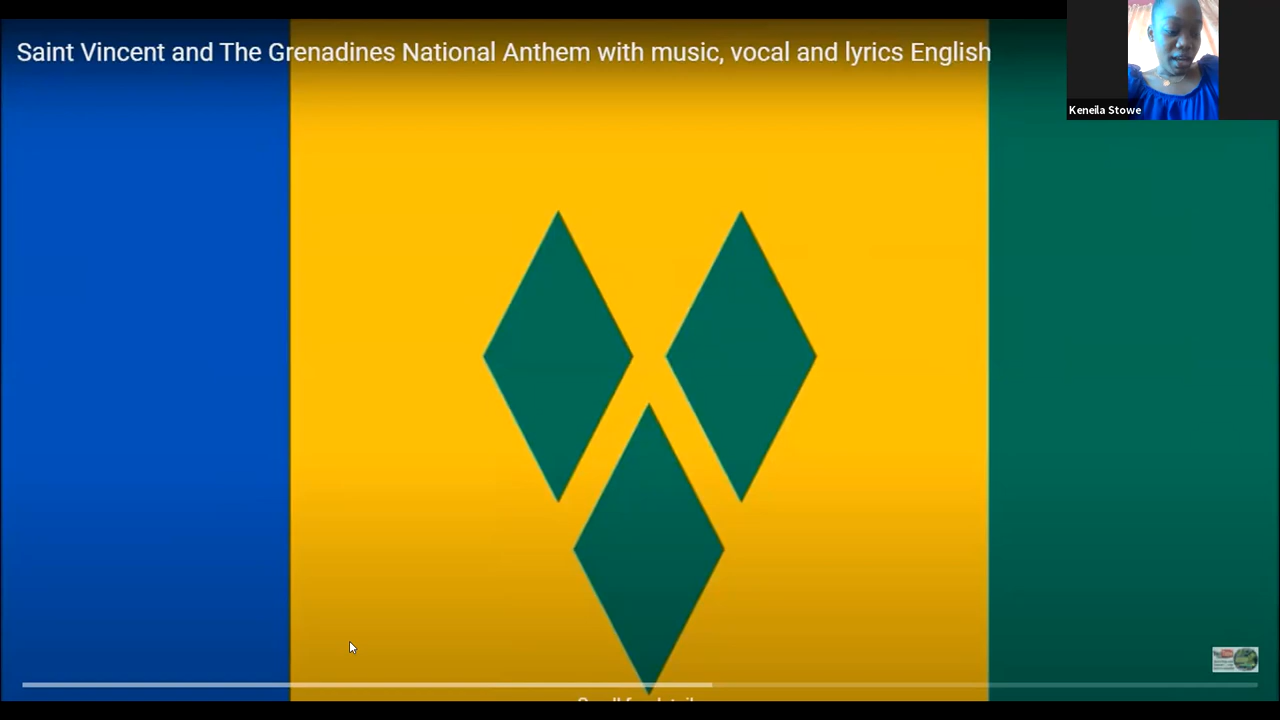 Saint Vincent and The Grenadines National Anthem with music, vocal and lyrics English
Keneila Stowe